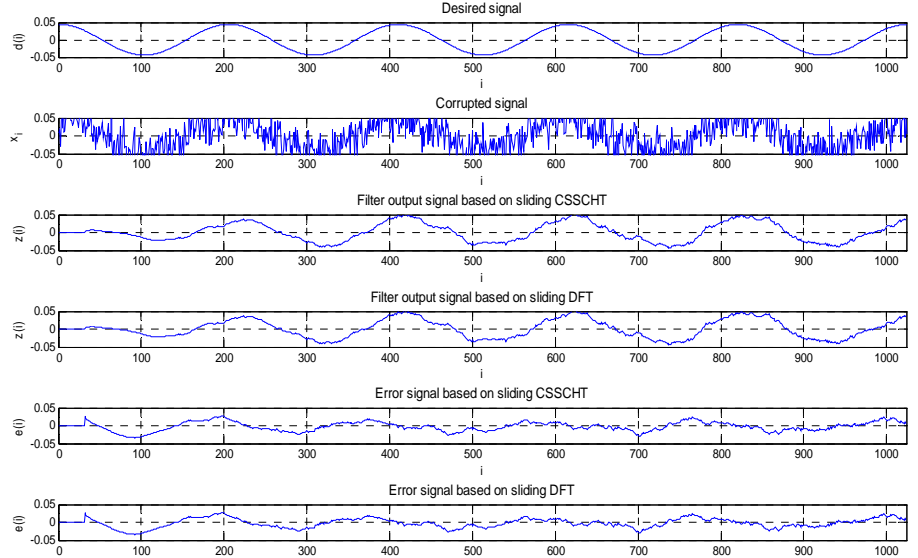 Desired signal
0.05
0
-0.05
d(i)
0 100 200 300 400 500 600 700 800 900 1000
i
Corrupted signal
0.05
0
-0.05
x i
0 100 200 300 400 500 600 700 800 900 1000
i
Filter output signal based on sliding CSSCHT
0.05
0
-0.05
z(i)
0 100 200 300 400 500 600 700 800 900 1000
i
Filter output signal based on sliding DFT
0.05
0
-0.05
z(i)
0 100 200 300 400 500 600 700 800 900 1000
i
Error signal based on sliding CSSCHT
0.05
0
-0.05
e(i)
0 100 200 300 400 500 600 700 800 900 1000
i
Error signal based on sliding DFT
0.05
0
-0.05
e(i)
0 100 200 300 400 500 600 700 800 900 1000